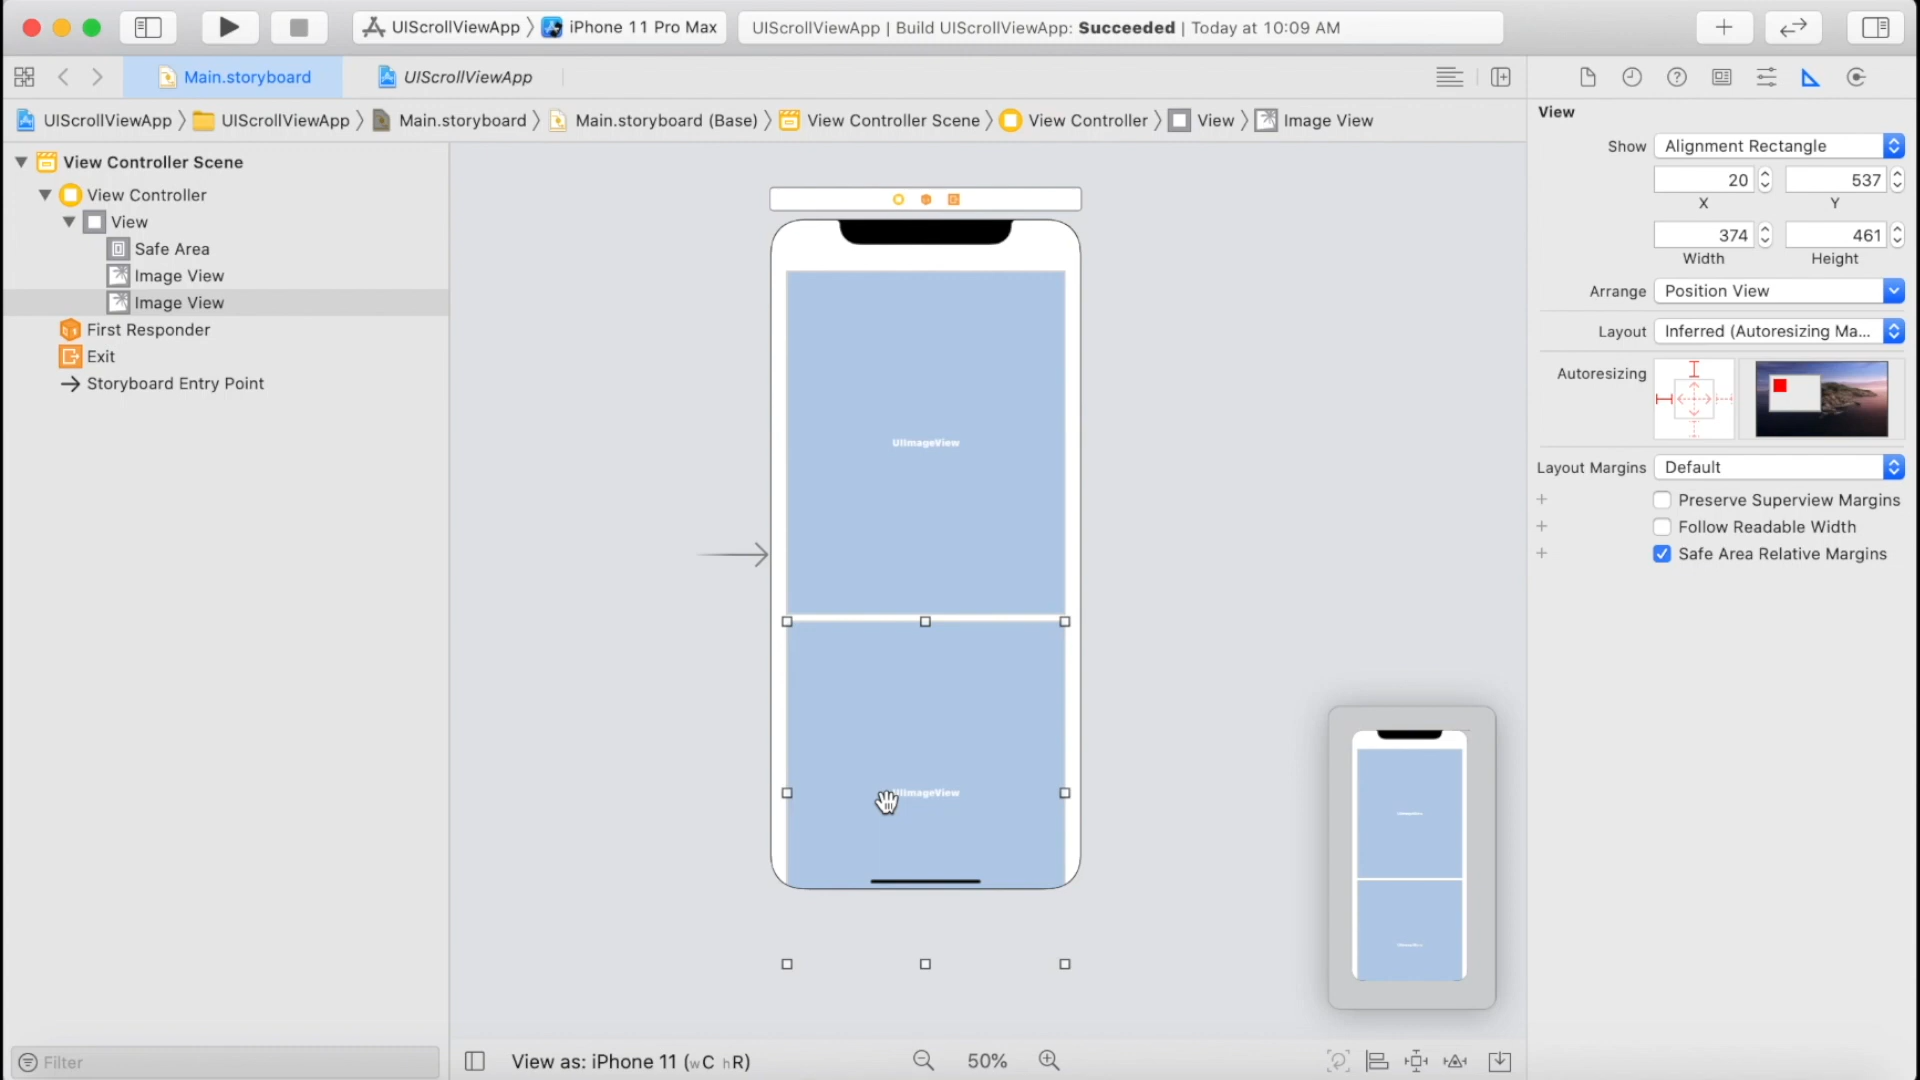 UIScrollViewApp 〉 iPhone 11 Pro Max
UIScrollViewApp | Build UIScrollViewApp: Succeeded | Today at 10:09 AM
Main.storyboard
UIScrollViewApp
UIScrollViewApp 〉 UIScrollViewApp 〉 Main.storyboard 〉 Main.storyboard (Base) 〉 View Controller Scene 〉 View Controller 〉 View 〉 Image View
View Controller Scene
View Controller
View
Safe Area
Image View
Image View
First Responder
Exit
Storyboard Entry Point
Filter
UIImageView
UIImageView
View as: iPhone 11 (wC hR)
50%
View
Show Alignment Rectangle
20 537
X Y
374 461
Width Height
Arrange Position View
Layout Inferred (Autoresizing Ma...
Autoresizing
Layout Margins Default
Preserve Superview Margins
Follow Readable Width
Safe Area Relative Margins